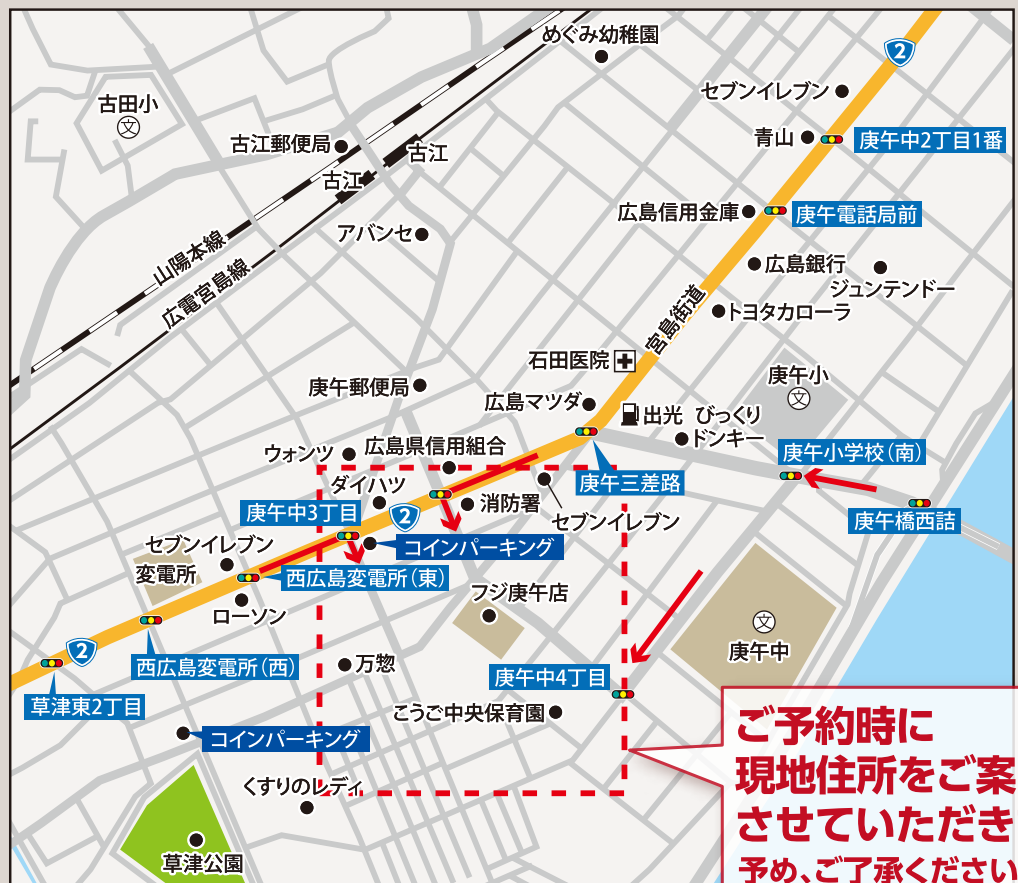 めぐみ幼稚園
2
セブンイレブン
古田小
文
青山
庚午中2丁目1番
古江郵便局
古江
古江
広島信用金庫
庚午電話局前
アバンセ
山陽本線
広島銀行
ジュンテンドー
広電宮島線
トヨタカローラ
宮島街道
石田医院
庚午小
文
庚午郵便局
広島マツダ
出光
びっくり
ドンキー
ウォンツ
広島県信用組合
庚午小学校(南)
ダイハツ
庚午三差路
庚午中3丁目
2
消防署
セブンイレブン
庚午橋西詰
セブンイレブン
コインパーキング
変電所
西広島変電所(東)
フジ庚午店
ローソン
文
庚午中
2
西広島変電所(西)
万惣
庚午中4丁目
草津東2丁目
こうご中央保育園
コインパーキング
くすりのレディ
草津公園
ご予約時に
現地住所をご案
させていただき
予め、ご了承ください